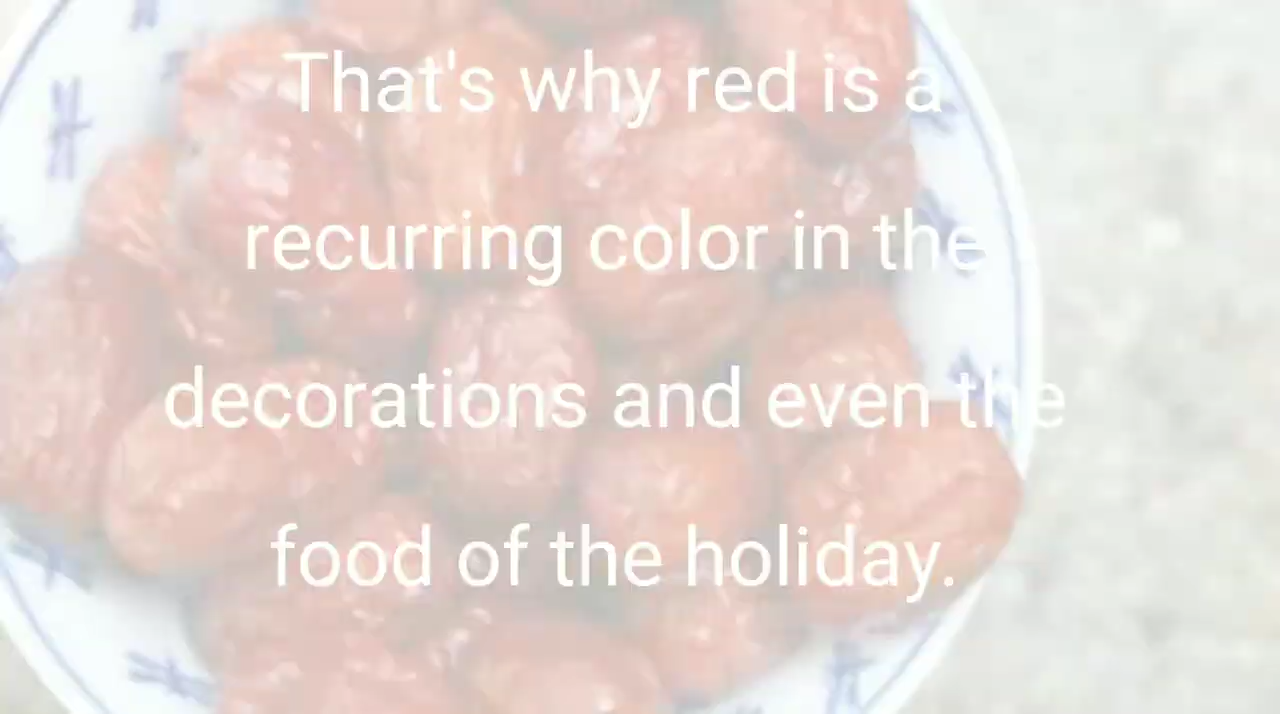 That's why red is a
recurring color in the
decorations and even the
food of the holiday.